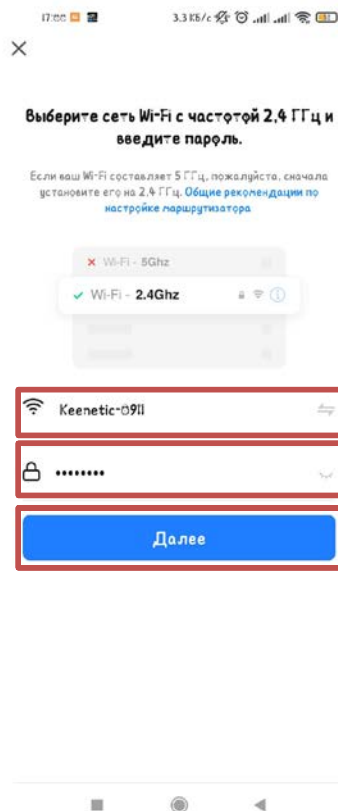 3.3 КБ/с
Выберите сеть Wi-Fi с частотой 2,4 ГГц и
введите пароль.
Если ваш Wi-Fi составляет 5 ГГц, пожалуйста, сначала
установите его на 2,4 ГГц. Общие рекомендации по
настройке маршрутизатора
Wi-Fi - 5Ghz
Wi-Fi - 2.4Ghz
Keenetic-0911
••••••••
Далее